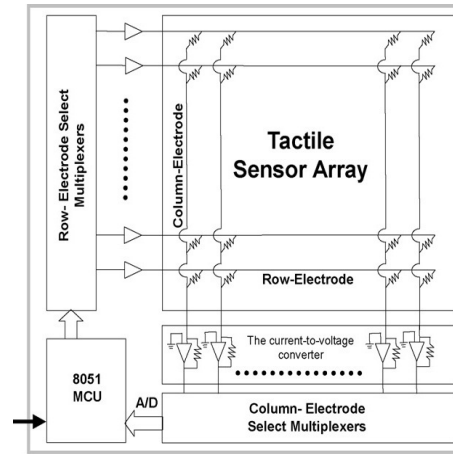 Row- Electrode Select
Multiplexers
Column-Electrode
Tactile
Sensor Array
Row-Electrode
The current-to-voltage
converter
8051
MCU
A/D
Column- Electrode
Select Multiplexers